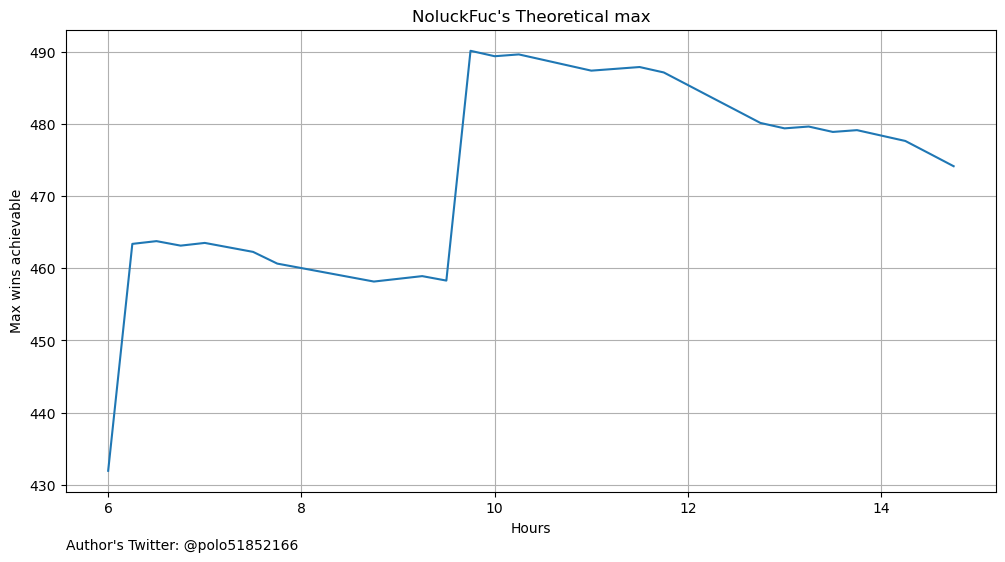 NoluckFuc's Theoretical max
Max wins achievable
490
480
470
460
450
440
430
6 8 10 12 14
Hours
Author's Twitter: @polo51852166